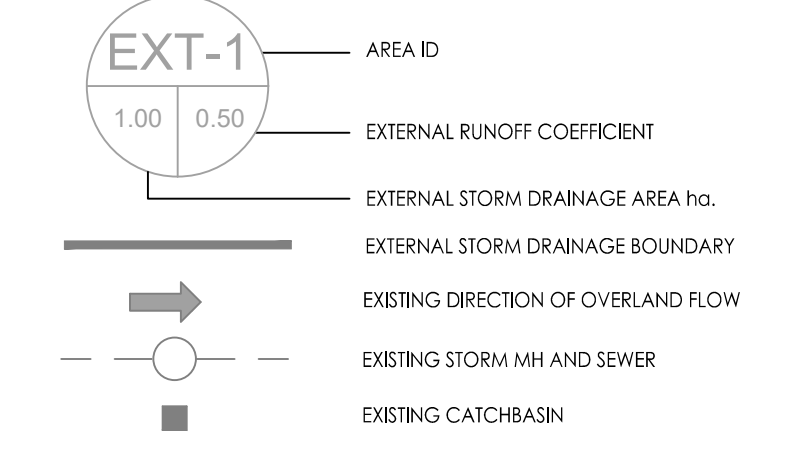 EXT-1
AREA ID
1.00 0.50
EXTERNAL RUNOFF COEFFICIENT
EXTERNAL STORM DRAINAGE AREA ha.
EXTERNAL STORM DRAINAGE BOUNDARY
EXISTING DIRECTION OF OVERLAND FLOW
EXISTING STORM MH AND SEWER
EXISTING CATCHBASIN